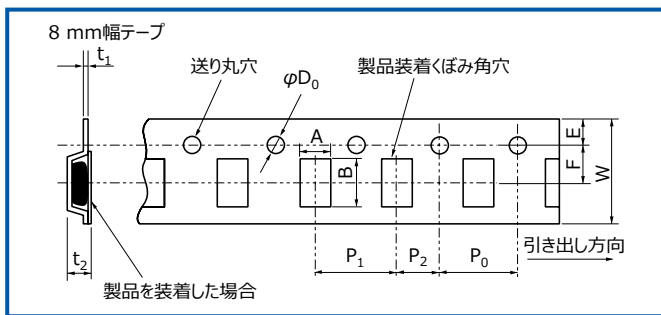 8 mm幅テープ
t1
送り丸穴
φD0
製品装着くぼみ角穴
A
B
E
F
W
t2
P1
P2
P0
引き出し方向
製品を装着した場合